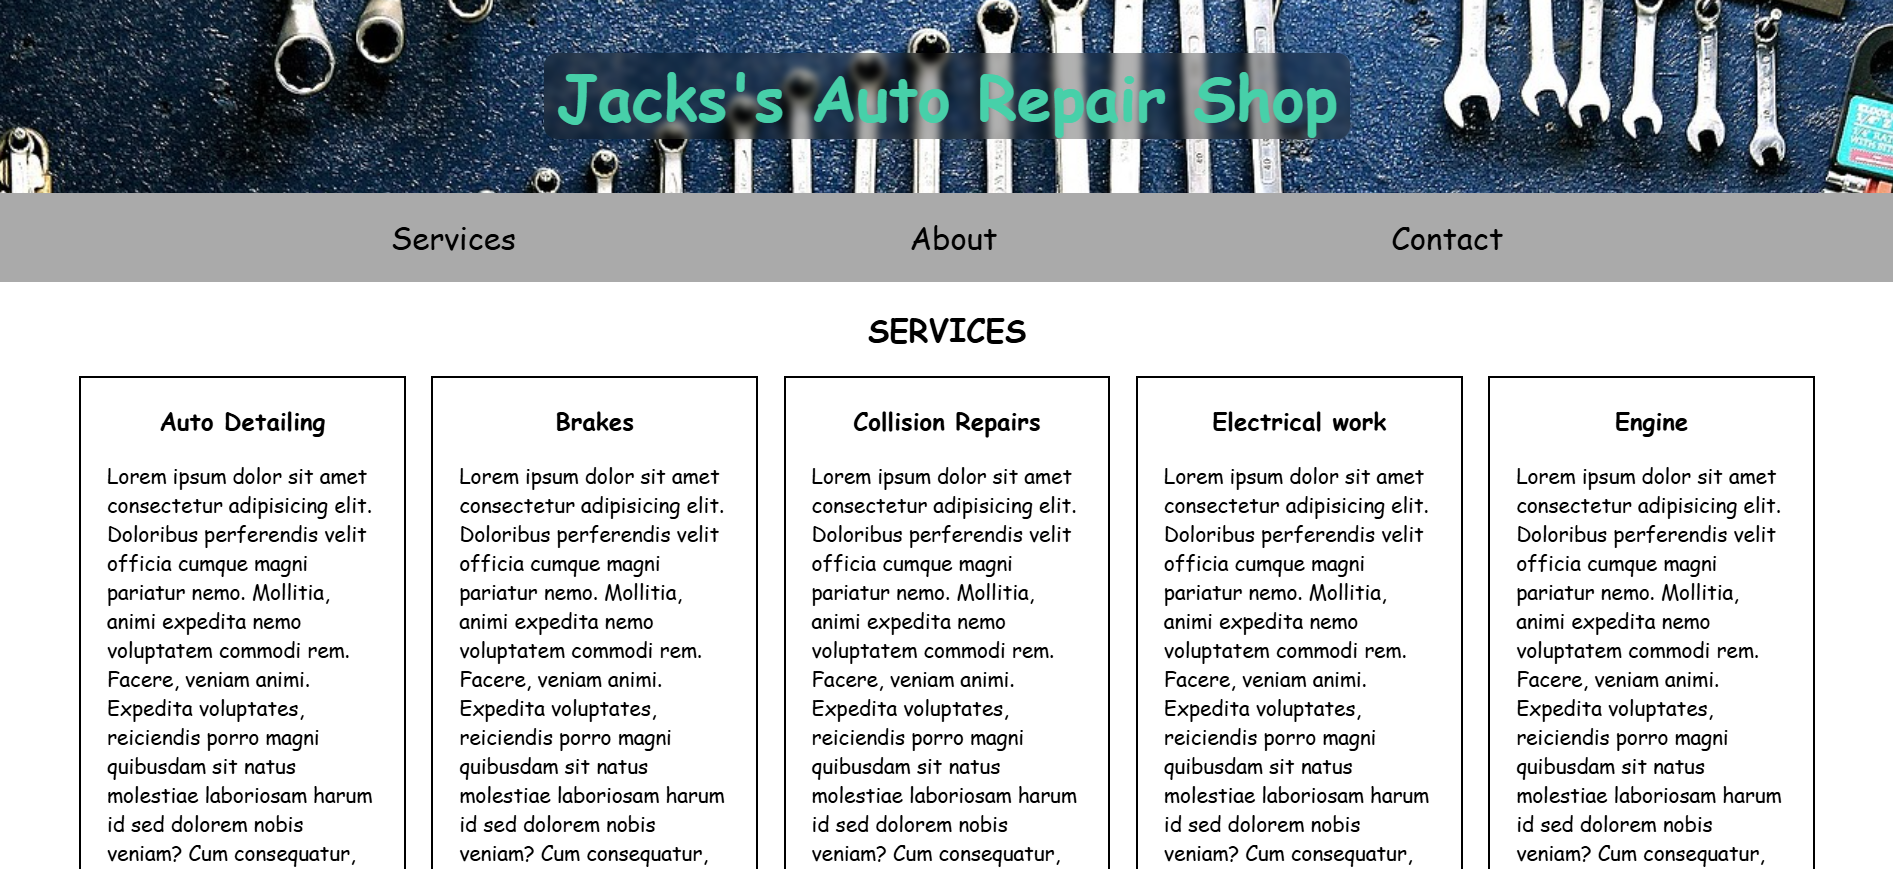 Jacks's Auto Repair Shop
Services
About
Contact
SERVICES
Auto Detailing
Lorem ipsum dolor sit amet
consectetur adipisicing elit.
Doloribus perferendis velit
officia cumque magni
pariatur nemo. Mollitia,
animi expedita nemo
voluptatem commodi rem.
Facere, veniam animi.
Expedita voluptates,
reiciendis porro magni
quibusdam sit natus
molestiae laboriosam harum
id sed dolorem nobis
veniam? Cum consequatur,
Brakes
Lorem ipsum dolor sit amet
consectetur adipisicing elit.
Doloribus perferendis velit
officia cumque magni
pariatur nemo. Mollitia,
animi expedita nemo
voluptatem commodi rem.
Facere, veniam animi.
Expedita voluptates,
reiciendis porro magni
quibusdam sit natus
molestiae laboriosam harum
id sed dolorem nobis
veniam? Cum consequatur,
Collision Repairs
Lorem ipsum dolor sit amet
consectetur adipisicing elit.
Doloribus perferendis velit
officia cumque magni
pariatur nemo. Mollitia,
animi expedita nemo
voluptatem commodi rem.
Facere, veniam animi.
Expedita voluptates,
reiciendis porro magni
quibusdam sit natus
molestiae laboriosam harum
id sed dolorem nobis
veniam? Cum consequatur,
Electrical work
Lorem ipsum dolor sit amet
consectetur adipisicing elit.
Doloribus perferendis velit
officia cumque magni
pariatur nemo. Mollitia,
animi expedita nemo
voluptatem commodi rem.
Facere, veniam animi.
Expedita voluptates,
reiciendis porro magni
quibusdam sit natus
molestiae laboriosam harum
id sed dolorem nobis
veniam? Cum consequatur,
Engine
Lorem ipsum dolor sit amet
consectetur adipisicing elit.
Doloribus perferendis velit
officia cumque magni
pariatur nemo. Mollitia,
animi expedita nemo
voluptatem commodi rem.
Facere, veniam animi.
Expedita voluptates,
reiciendis porro magni
quibusdam sit natus
molestiae laboriosam harum
id sed dolorem nobis
veniam? Cum consequatur,